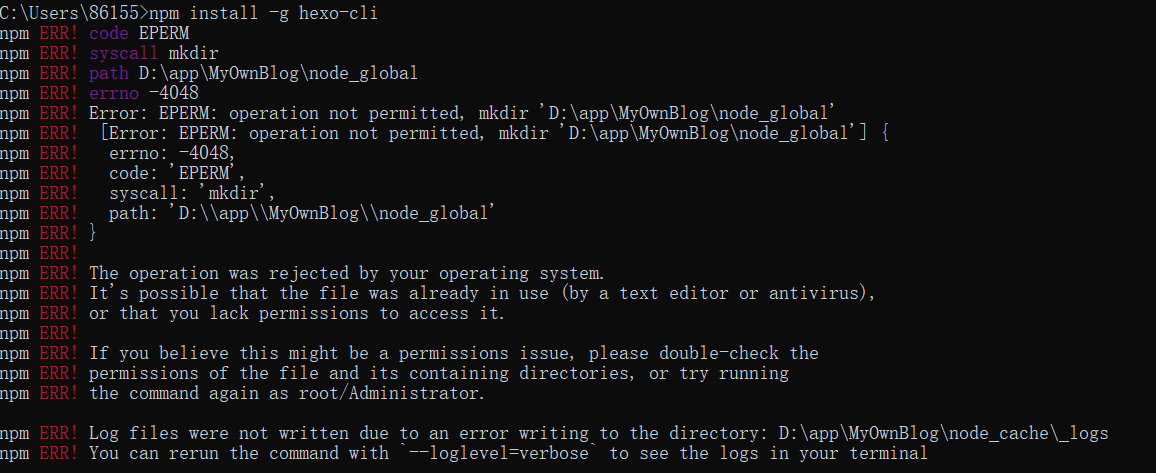 C:\Users\86155>npm install -g hexo-cli
npm ERR! code EPERM
npm ERR! syscall mkdir
npm ERR! path D:\app\MyOwnBlog\node_global
npm ERR! errno -4048
npm ERR! Error: EPERM: operation not permitted, mkdir 'D:\app\MyOwnBlog\node_global'
npm ERR!  [Error: EPERM: operation not permitted, mkdir 'D:\app\MyOwnBlog\node_global'] {
npm ERR!   errno: -4048,
npm ERR!   code: 'EPERM',
npm ERR!   syscall: 'mkdir',
npm ERR!   path: 'D:\\app\\MyOwnBlog\\node_global'
npm ERR! }
npm ERR!
npm ERR! The operation was rejected by your operating system.
npm ERR! It's possible that the file was already in use (by a text editor or antivirus),
npm ERR! or that you lack permissions to access it.
npm ERR!
npm ERR! If you believe this might be a permissions issue, please double-check the
npm ERR! permissions of the file and its containing directories, or try running
npm ERR! the command again as root/Administrator.
npm ERR! Log files were not written due to an error writing to the directory: D:\app\MyOwnBlog\node_cache\_logs
npm ERR! You can rerun the command with `--loglevel=verbose` to see the logs in your terminal